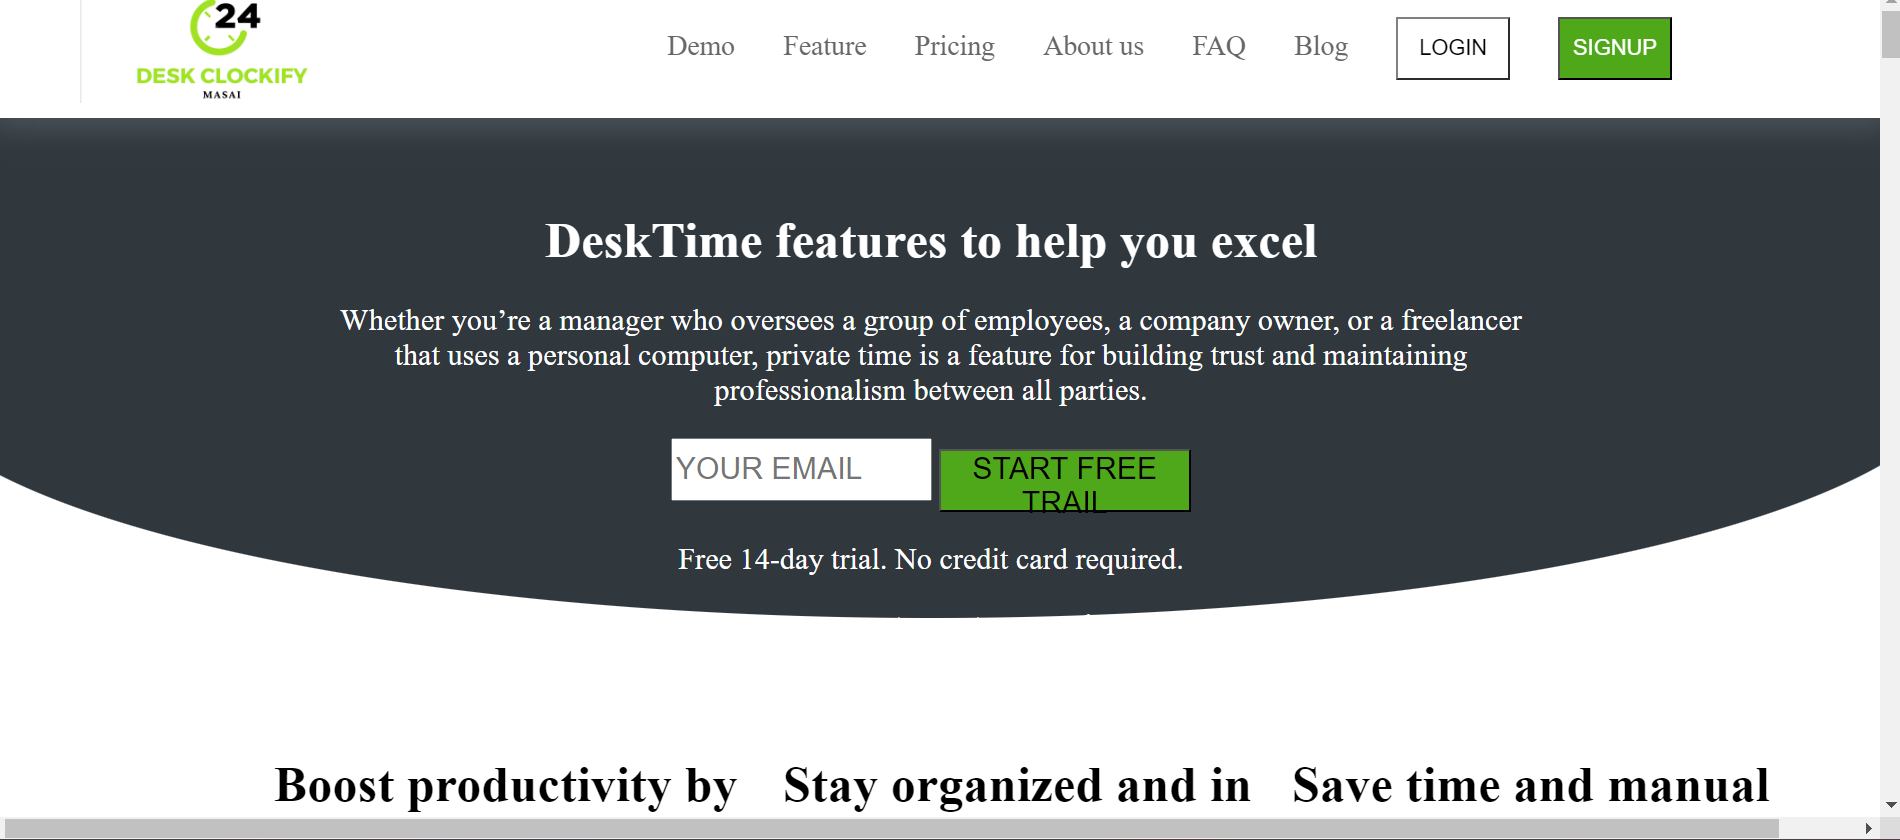 24
DESK CLOCKIFY
MASAI
Demo Feature Pricing About us FAQ Blog LOGIN SIGNUP
DeskTime features to help you excel
Whether you’re a manager who oversees a group of employees, a company owner, or a freelancer
that uses a personal computer, private time is a feature for building trust and maintaining
professionalism between all parties.
YOUR EMAIL
START FREE
TRAIL
Free 14-day trial. No credit card required.
Boost productivity by Stay organized and in Save time and manual